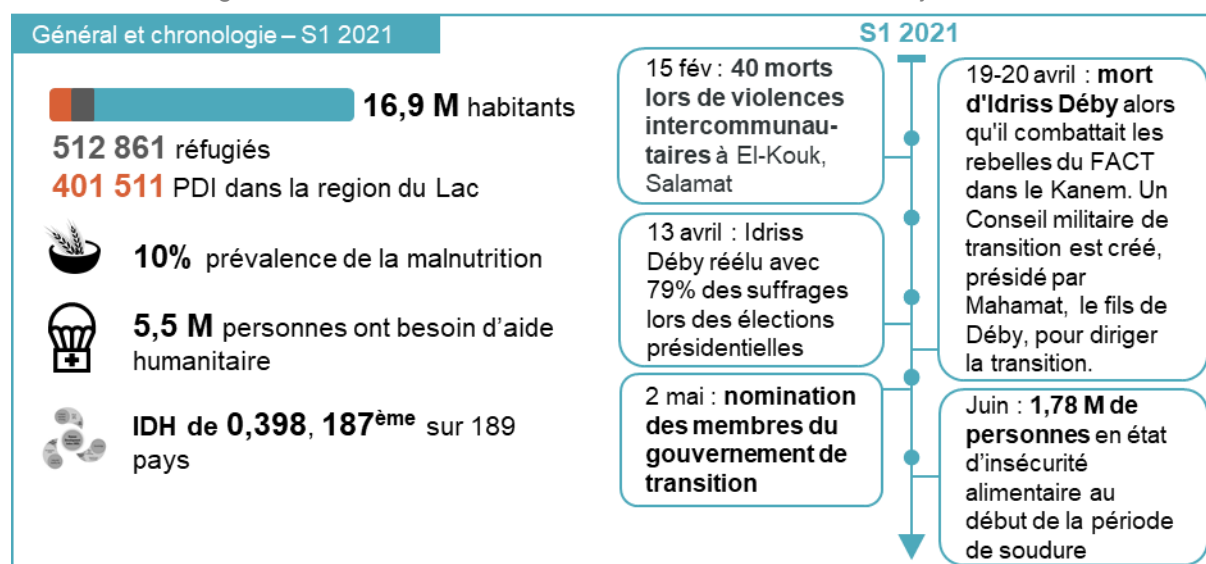 Général et chronologie – S1 2021
16,9 M habitants
512 861 réfugiés
401 511 PDI dans la region du Lac
10% prévalence de la malnutrition
5,5 M personnes ont besoin d'aide
humanitaire
IDH de 0,398, 187ème sur 189
pays
S1 2021
15 fév : 40 morts
lors de violences
intercommunau-
taires à El-Kouk,
Salamat
13 avril : Idriss
Déby réélu avec
79% des suffrages
lors des élections
présidentielles
19-20 avril : mort
d'Idriss Déby alors
qu'il combattait les
rebelles du FACT
dans le Kanem. Un
Conseil militaire de
transition est créé,
présidé par
Mahamat, le fils de
Déby, pour diriger
la transition.
2 mai : nomination
des membres du
gouvernement de
transition
Juin : 1,78 M de
personnes en état
d'insécurité
alimentaire au
début de la période
de soudure